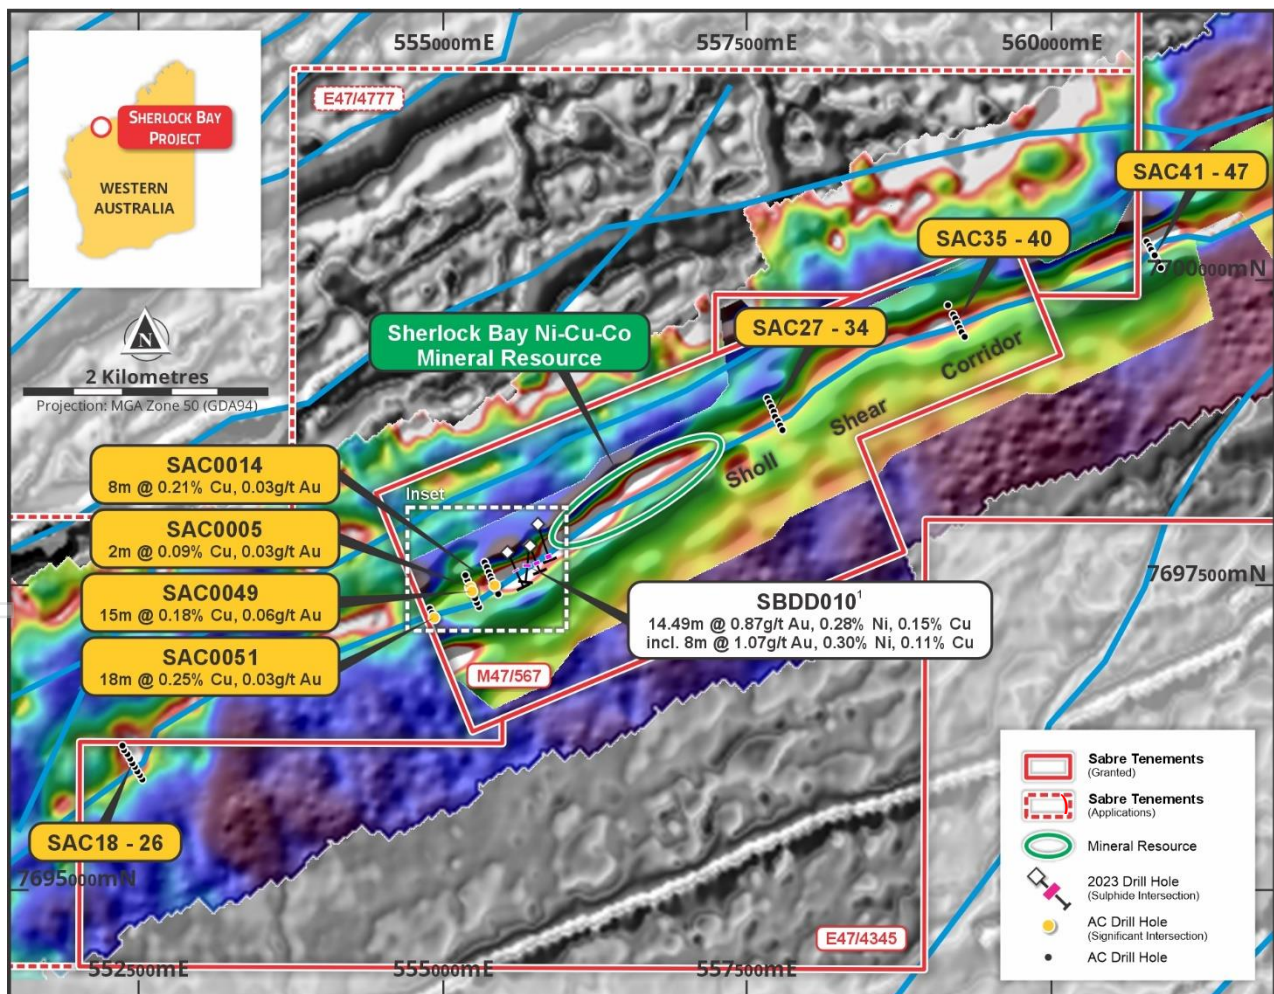 555000mE
557500mE
560000mE
E47/4777
SHERLOCK BAY
PROJECT
WESTERN
AUSTRALIA
SAC41 - 47
SAC35 - 40
7700000mN
SAC27 - 34
Sherlock Bay Ni-Cu-Co
Mineral Resource
N
2 Kilometres
Projection: MGA Zone 50 (GDA94)
Sholl
Shear
Corridor
Inset
SAC0014
8m @ 0.21% Cu, 0.03g/t Au
SAC0005
2m @ 0.09% Cu, 0.03g/t Au
SAC0049
15m @ 0.18% Cu, 0.06g/t Au
SAC0051
18m @ 0.25% Cu, 0.03g/t Au
7697500mN
SBDD010¹
14.49m @ 0.87g/t Au, 0.28% Ni, 0.15% Cu
incl. 8m @ 1.07g/t Au, 0.30% Ni, 0.11% Cu
M47/567
SAC18 - 26
7695000mN
E47/4345
552500mE
555000mE
557500mE
Sabre Tenements
(Granted)
Sabre Tenements
(Applications)
Mineral Resource
2023 Drill Hole
(Sulphide Intersection)
AC Drill Hole
(Significant Intersection)
AC Drill Hole